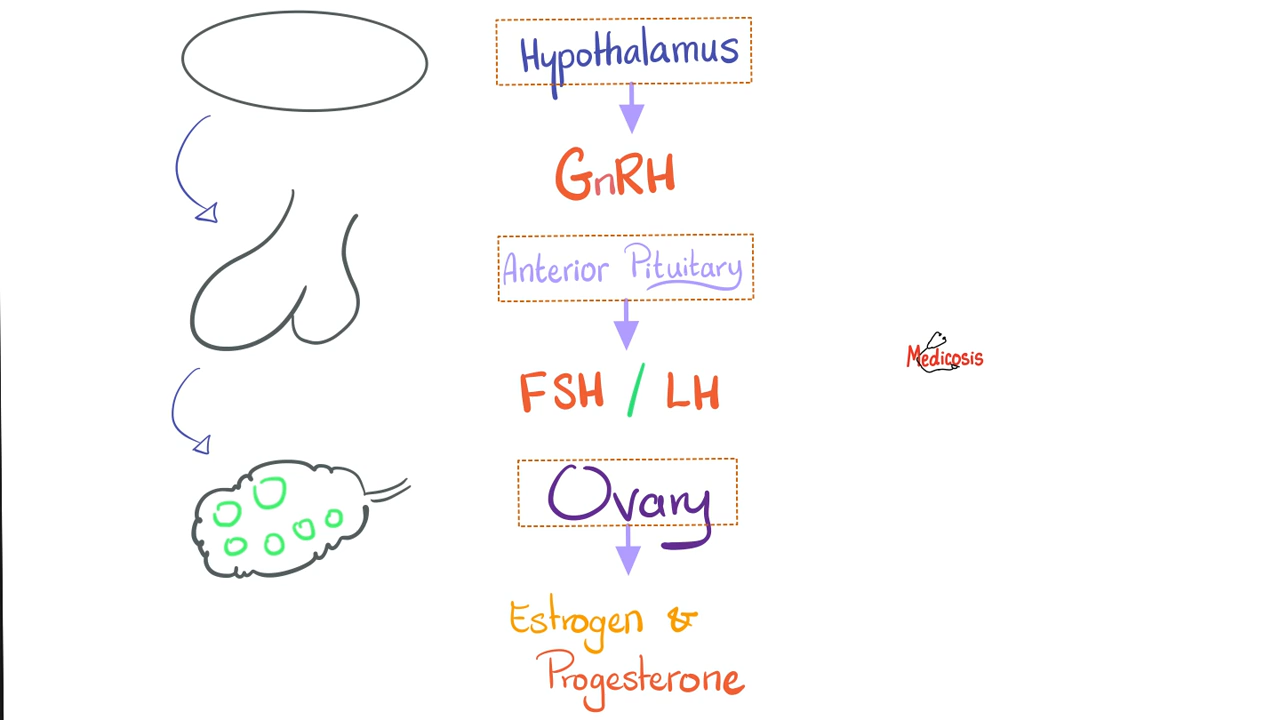 Hypothalamus
GnRH
Anterior Pituitary
FSH / LH
Medicosis
Ovary
Estrogen &
Progesterone